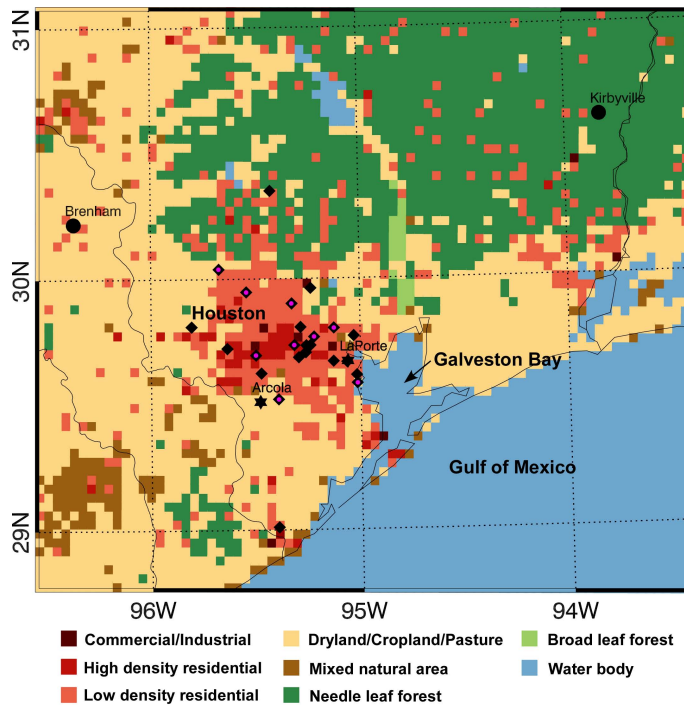 31N
Kirbyville
Brenham
30N
Houston
LaPorte
Galveston Bay
Arcola
Gulf of Mexico
29N
96W 95W 94W
Commercial/Industrial Dryland/Cropland/Pasture Broad leaf forest
High density residential Mixed natural area Water body
Low density residential Needle leaf forest